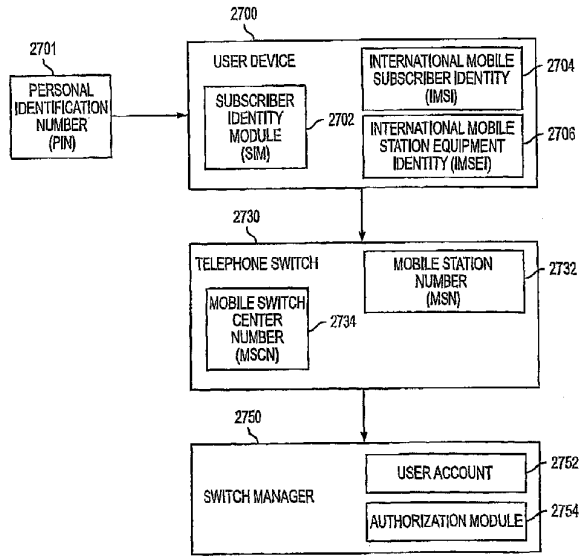 2700
2701
USER DEVICE
INTERNATIONAL MOBILE
SUBSCRIBER IDENTITY
(IMSI)
2704
PERSONAL
IDENTIFICATION
NUMBER
(PIN)
SUBSCRIBER
IDENTITY
MODULE
(SIM)
2702
INTERNATIONAL MOBILE
STATION EQUIPMENT
IDENTITY (IMSEI)
2706
2730
TELEPHONE SWITCH
MOBILE STATION
NUMBER
(MSN)
2732
MOBILE SWITCH
CENTER
NUMBER
(MSCN)
2734
2750
SWITCH MANAGER
USER ACCOUNT
2752
AUTHORIZATION MODULE
2754